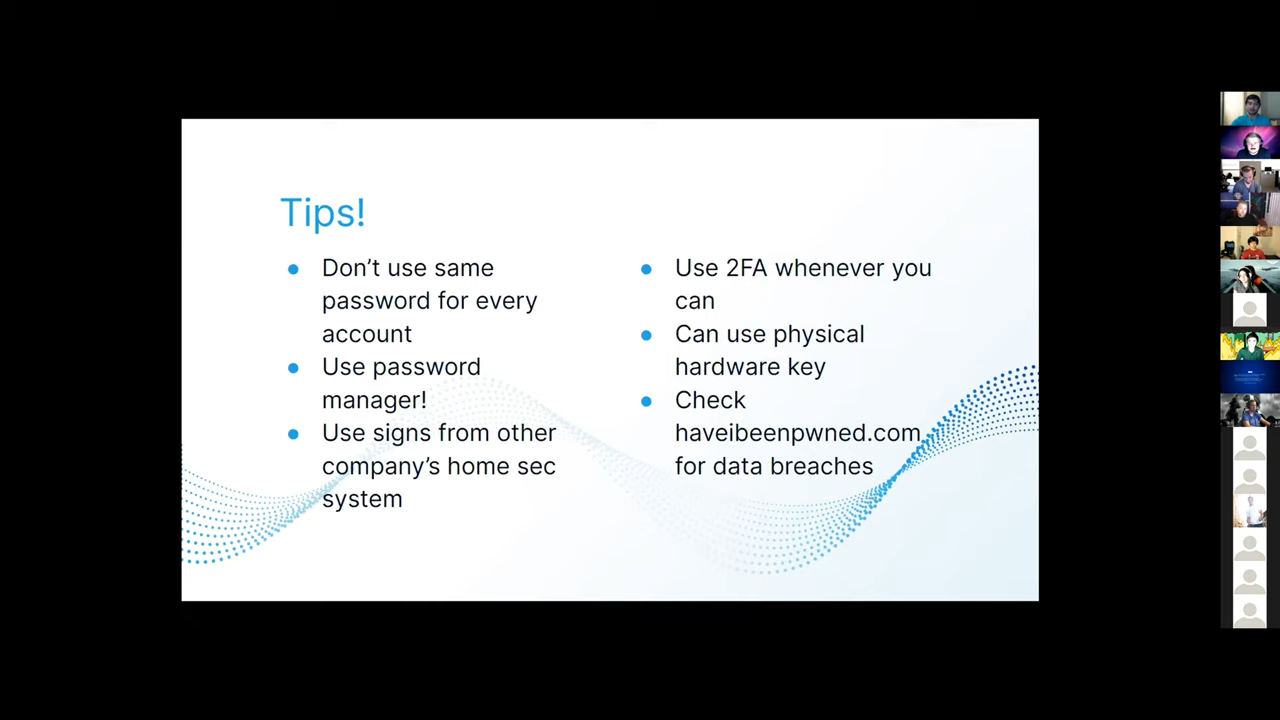 Tips!
● Don’t use same
password for every
account
● Use password
manager!
● Use signs from other
company’s home sec
system
● Use 2FA whenever you
can
● Can use physical
hardware key
● Check
haveibeenpwned.com
for data breaches